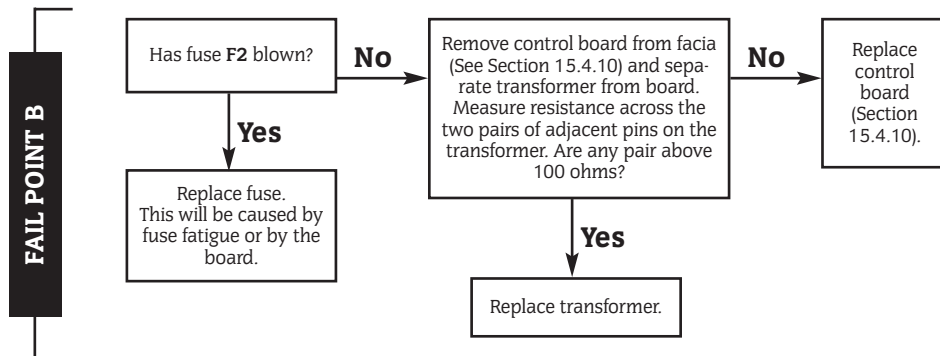 FAIL POINT B
Has fuse F2 blown?
No
Yes
Replace fuse.
This will be caused by
fuse fatigue or by the
board.
Remove control board from facia
(See Section 15.4.10) and sepa-
rate transformer from board.
Measure resistance across the
two pairs of adjacent pins on the
transformer. Are any pair above
100 ohms?
No
Yes
Replace transformer.
Replace
control
board
(Section
15.4.10).